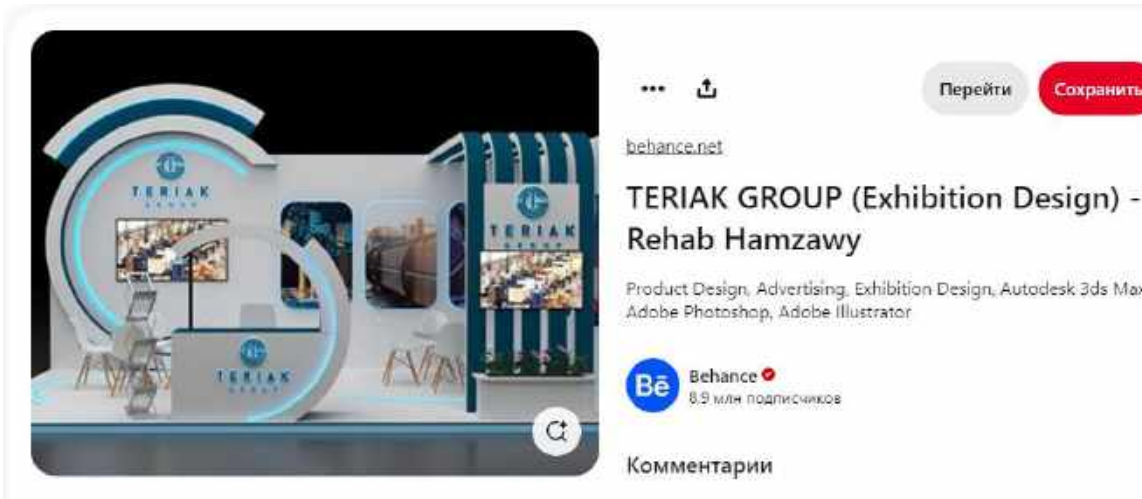 Перейти
Сохранить
behance.net
TERIAK GROUP (Exhibition Design) -
Rehab Hamzawy
Product Design, Advertising, Exhibition Design, Autodesk 3ds Max
Adobe Photoshop, Adobe Illustrator
Bē
Behance
8,9 млн подписчиков
Комментарии
TERIAK
GROUP
TERIAK
GROUP
TERIAK
GROUP